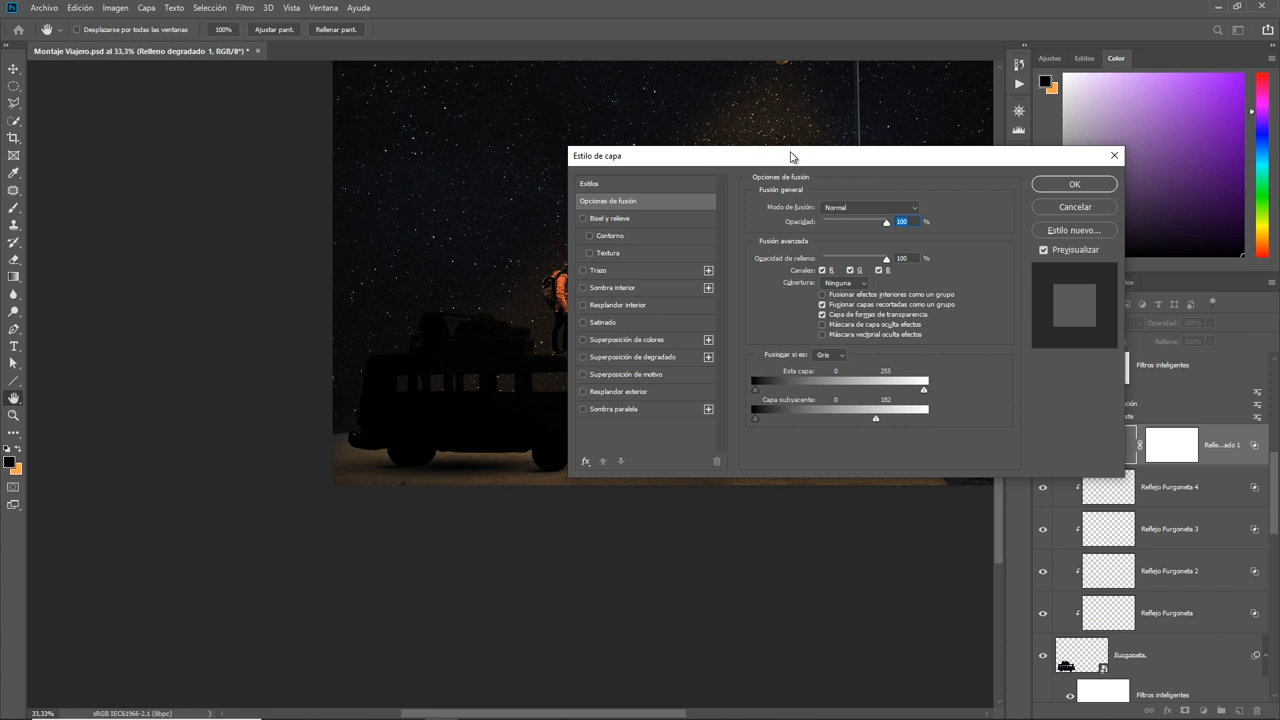 Archivo Edición Imagen Capa Texto Selección Filtro 3D Vista Ventana Ayuda
Desplazarse por todas las ventanas 100% Ajustar pant. Rellenar pant.
Montaje Viajero.psd al 33,3% (Relleno degradado 1, RGB/8*) *
Ajustes Estilos Color
Estilo de capa
Estilos
Opciones de fusión
Bisel y relieve
Contorno
Textura
Trazo
Sombra interior
Resplandor interior
Satinado
Superposición de colores
Superposición de degradado
Superposición de motivo
Resplandor exterior
Sombra paralela
fx
Opciones de fusión
Fusión general
Modo de fusión: Normal
Opacidad: 100 %
Fusión avanzada
Opacidad de relleno: 100 %
Canales: R G B
Cobertura: Ninguna
Fusionar efectos interiores como un grupo
Fusionar capas recortadas como un grupo
Capa de formas de transparencia
Máscara de capa oculta efectos
Máscara vectorial oculta efectos
Fusionar si es: Gris
Esta capa: 0 255
Capa subyacente: 0 182
OK
Cancelar
Estilo nuevo...
Previsualizar
Opacidad: 100%
Relleno: 100%
Filtros inteligentes
Relle...ado 1
Reflejo Furgoneta 4
Reflejo Furgoneta 3
Reflejo Furgoneta 2
Reflejo Furgoneta
Furgoneta
Filtros inteligentes
33,33% sRGB IEC61966-2.1 (8bpc)